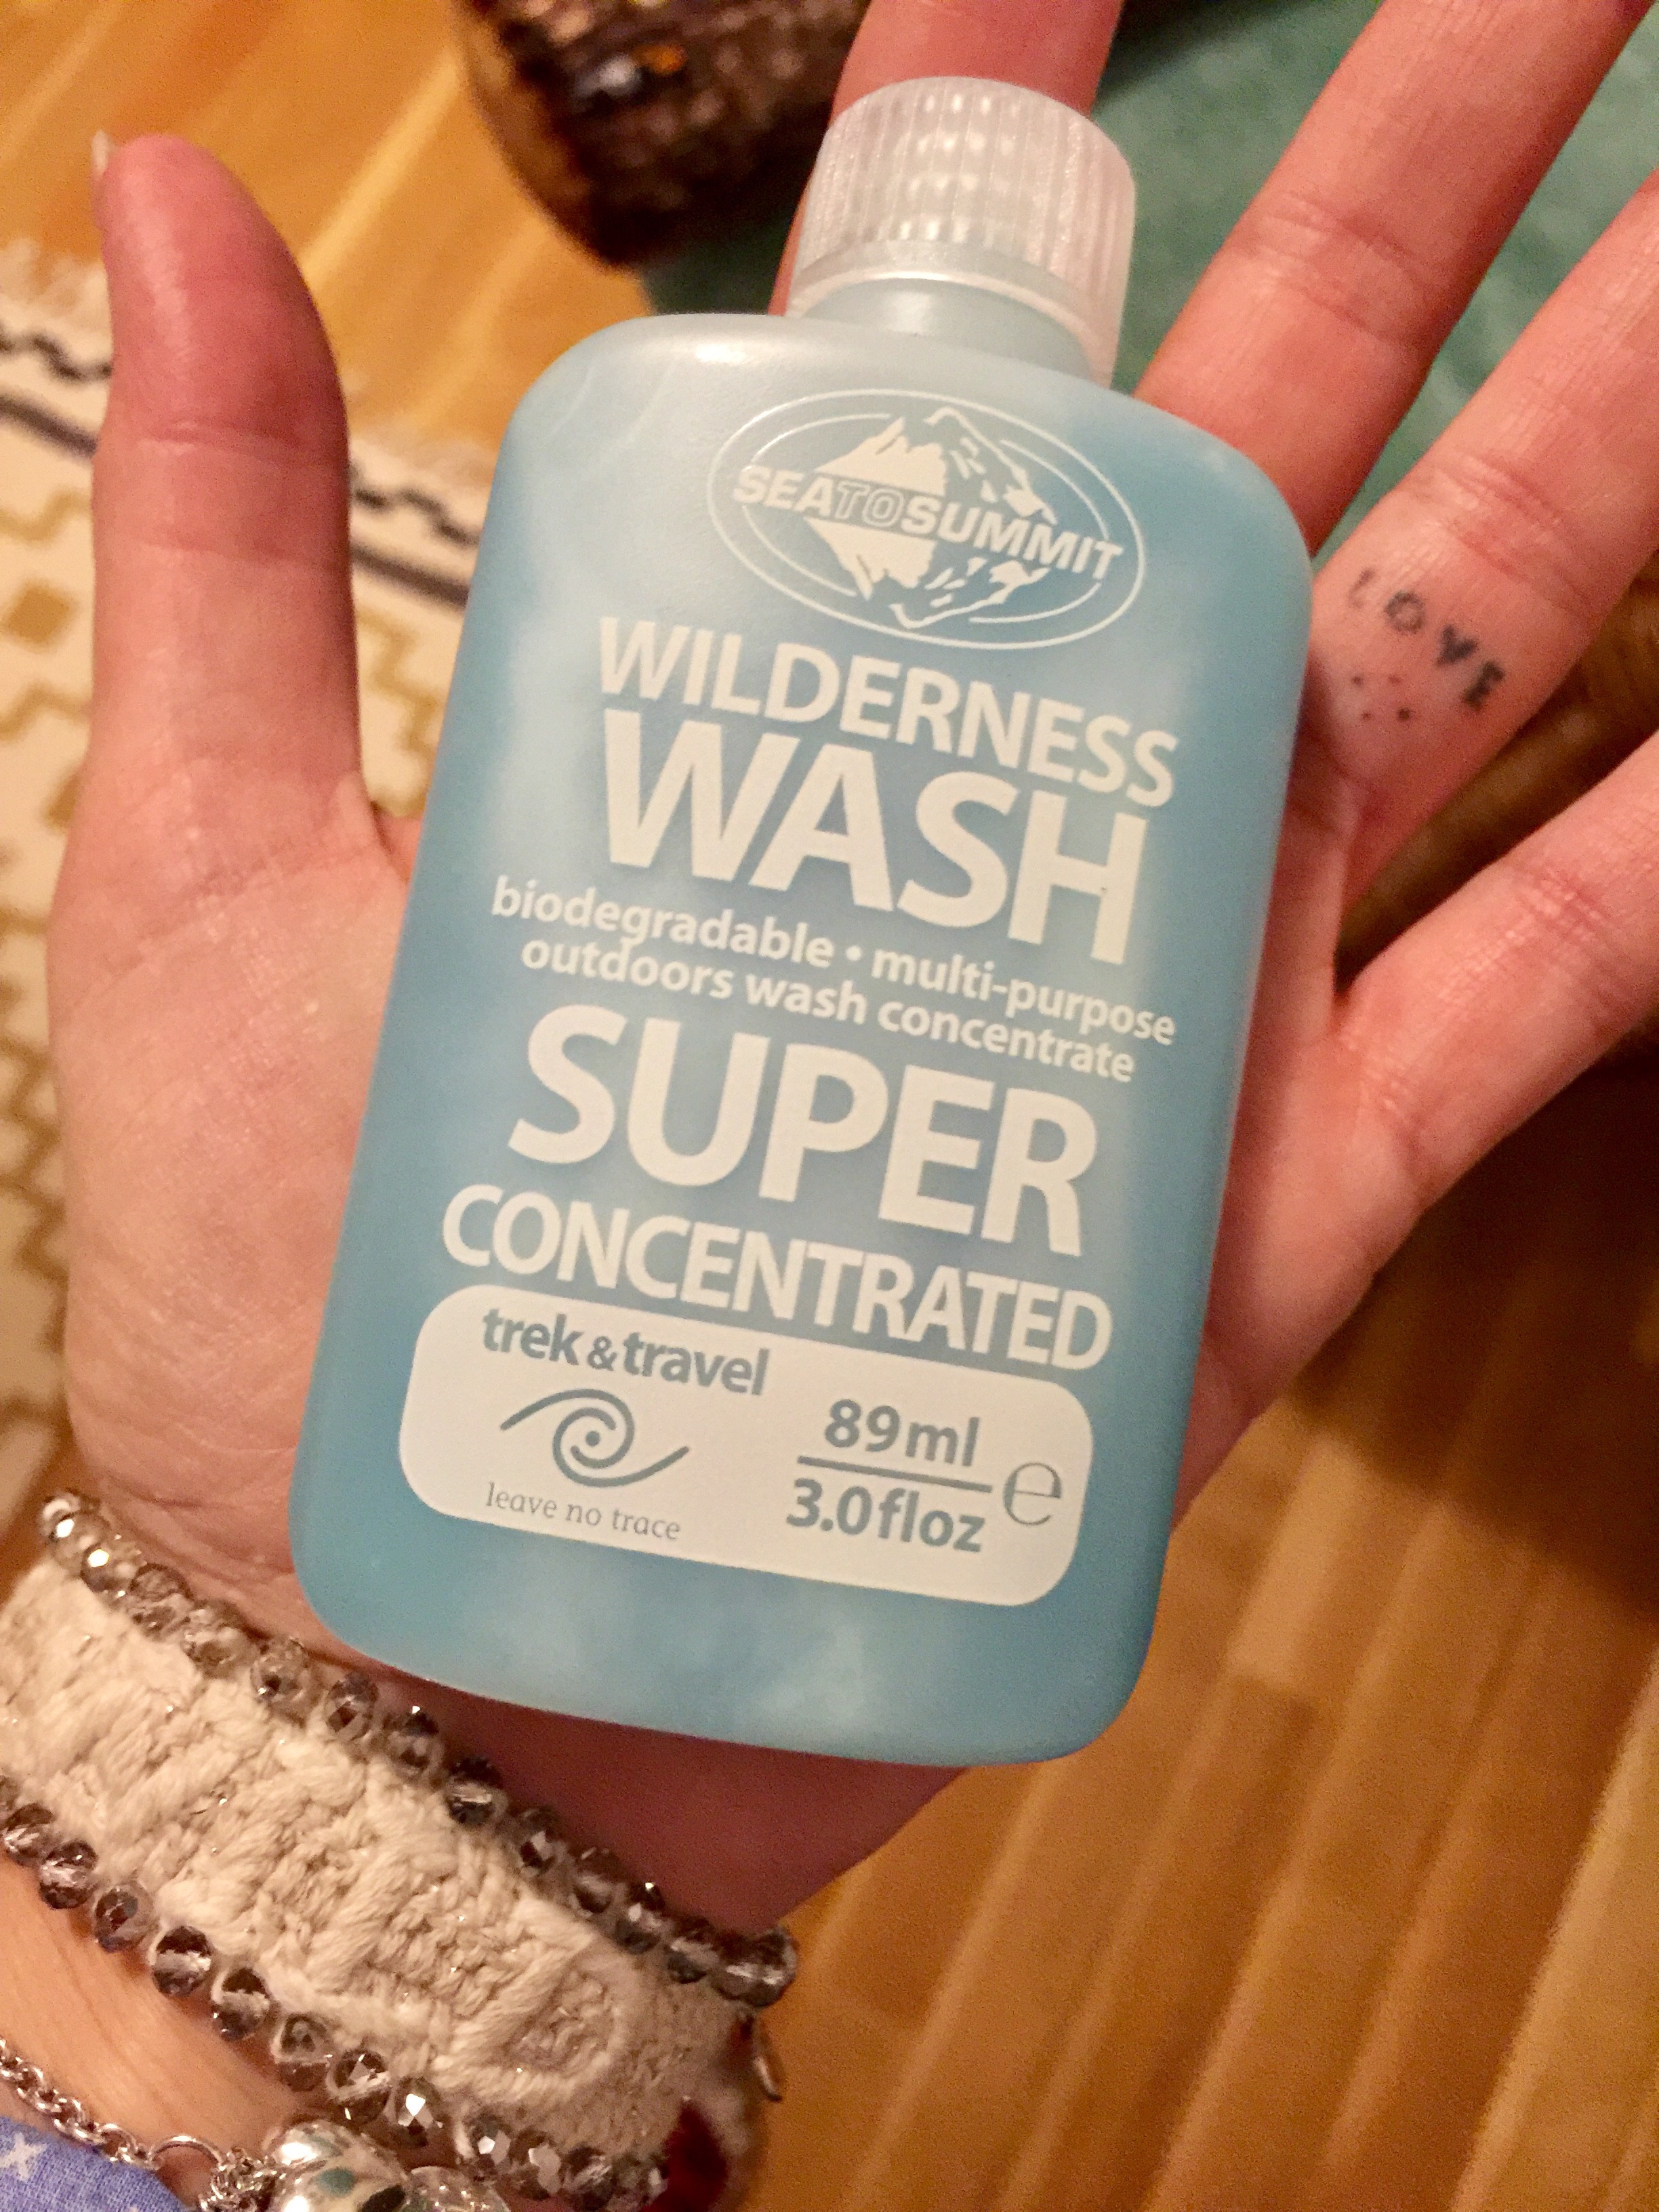 SEATOSUMMIT
WILDERNESS
WASH
biodegradable • multi-purpose
outdoors wash concentrate
SUPER
CONCENTRATED
trek & travel
leave no trace
89ml
3.0floz e
LOVE